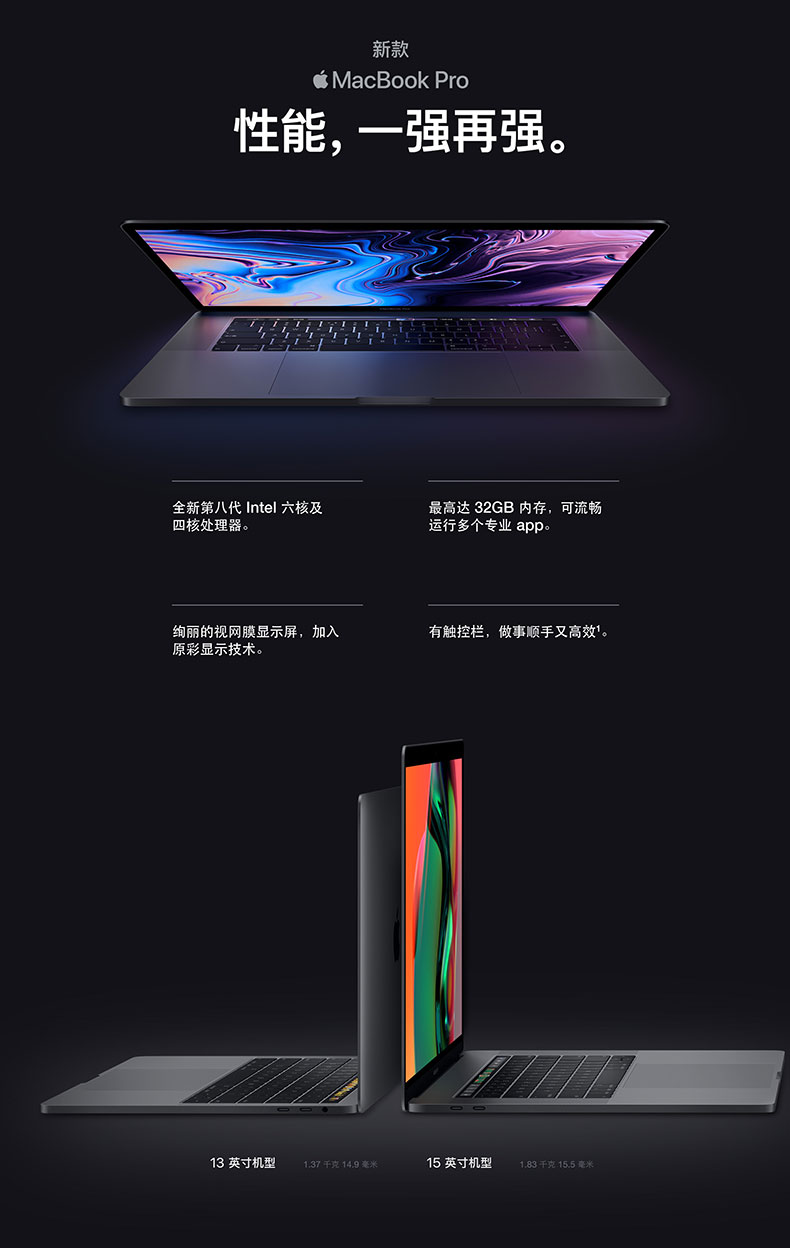 新款
MacBook Pro
性能，一强再强。
全新第八代 Intel 六核及
四核处理器。
最高达 32GB 内存，可流畅
运行多个专业 app。
绚丽的视网膜显示屏，加入
原彩显示技术。
有触控栏，做事顺手又高效¹。
13 英寸机型 1.37 千克 14.9 毫米
15 英寸机型 1.83 千克 15.5 毫米